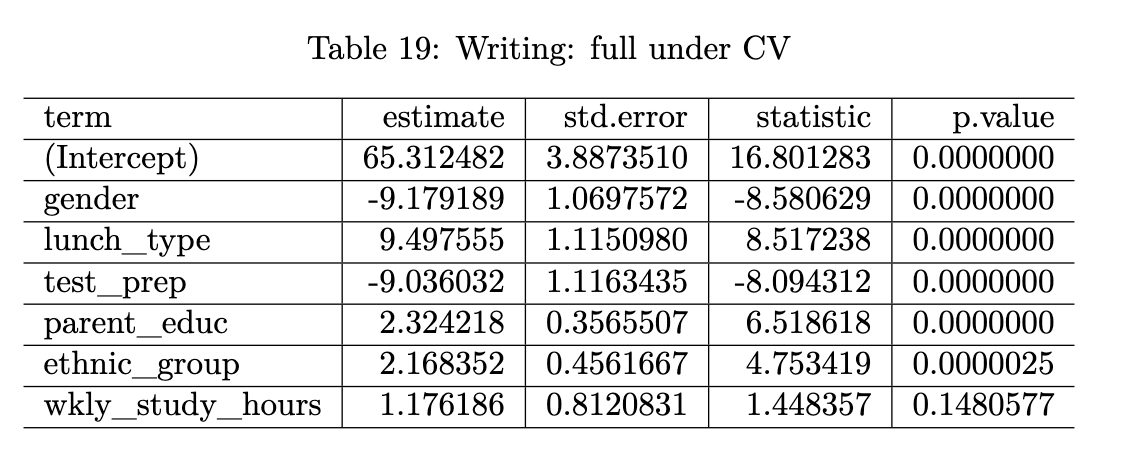 Table 19: Writing: full under CV
term estimate std.error statistic p.value
(Intercept) 65.312482 3.8873510 16.801283 0.0000000
gender -9.179189 1.0697572 -8.580629 0.0000000
lunch_type 9.497555 1.1150980 8.517238 0.0000000
test_prep -9.036032 1.1163435 -8.094312 0.0000000
parent_educ 2.324218 0.3565507 6.518618 0.0000000
ethnic_group 2.168352 0.4561667 4.753419 0.0000025
wkly_study_hours 1.176186 0.8120831 1.448357 0.1480577